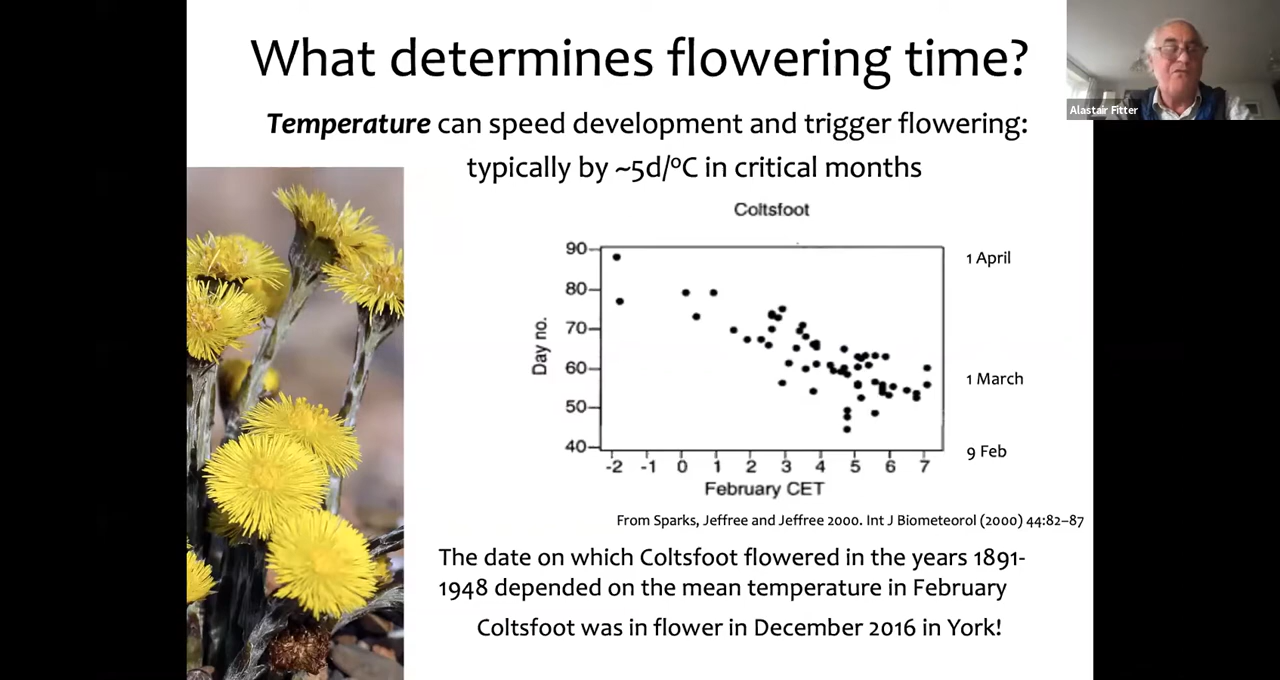 What determines flowering time?
Alastair Fitter
Temperature can speed development and trigger flowering:
typically by ~5d/ºC in critical months
Coltsfoot
90
80
70
60
50
40
Day no.
1 April
1 March
9 Feb
-2 -1 0 1 2 3 4 5 6 7
February CET
From Sparks, Jeffree and Jeffree 2000. Int J Biometeorol (2000) 44:82–87
The date on which Coltsfoot flowered in the years 1891-
1948 depended on the mean temperature in February
Coltsfoot was in flower in December 2016 in York!